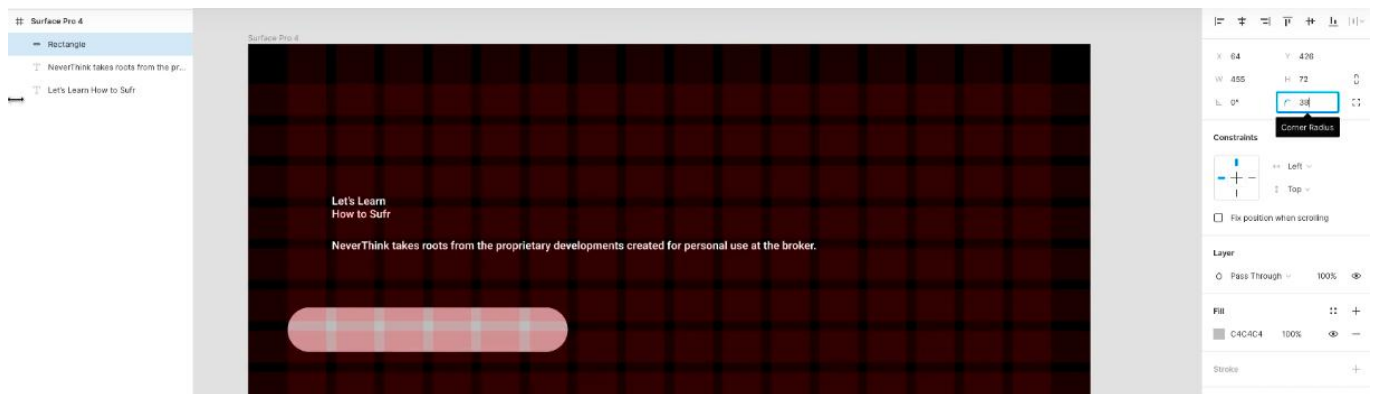 Surface Pro 4
Rectangle
NeverThink takes roots from the pr...
Let's Learn How to Sufr
Surface Pro 4
Let's Learn
How to Sufr
NeverThink takes roots from the proprietary developments created for personal use at the broker.
X 64 Y 426
W 455 H 72
0° 39
Corner Radius
Constraints
Left
Top
Fix position when scrolling
Layer
Pass Through 100%
Fill
C4C4C4 100%
Stroke